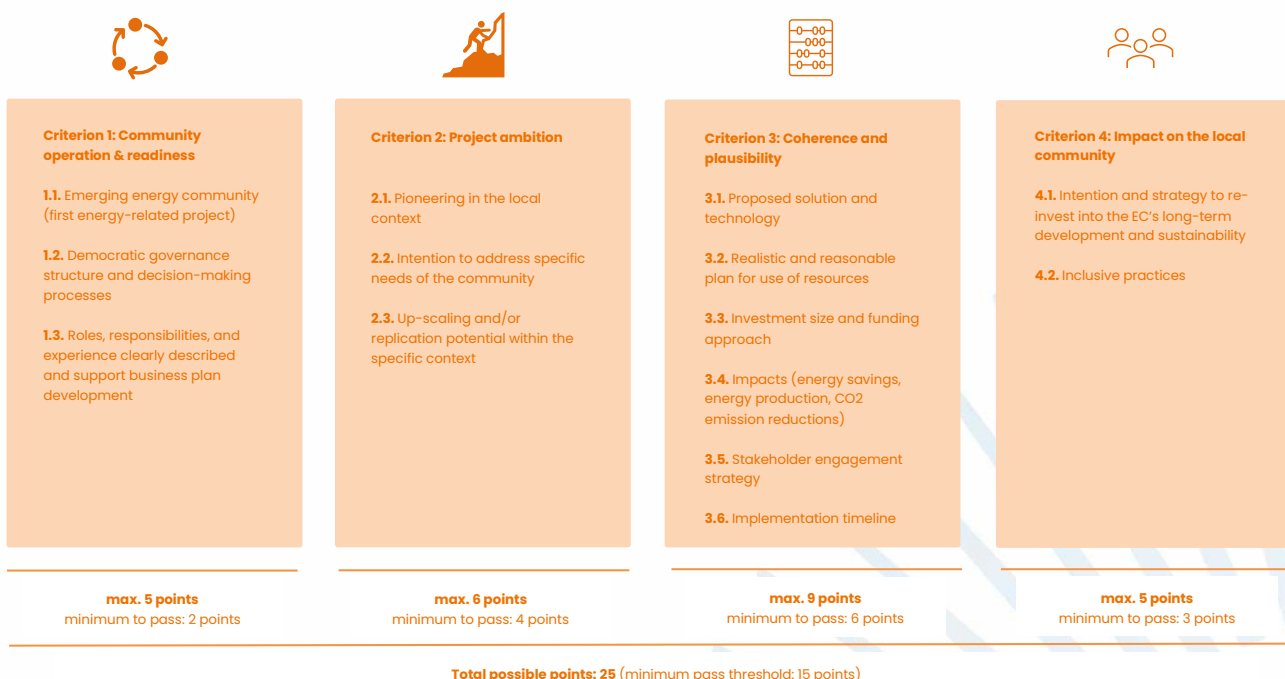 Criterion 1: Community
operation & readiness
1.1. Emerging energy community
(first energy-related project)
1.2. Democratic governance
structure and decision-making
processes
1.3. Roles, responsibilities, and
experience clearly described
and support business plan
development
max. 5 points
minimum to pass: 2 points
Criterion 2: Project ambition
2.1. Pioneering in the local
context
2.2. Intention to address specific
needs of the community
2.3. Up-scaling and/or
replication potential within the
specific context
max. 6 points
minimum to pass: 4 points
Criterion 3: Coherence and
plausibility
3.1. Proposed solution and
technology
3.2. Realistic and reasonable
plan for use of resources
3.3. Investment size and funding
approach
3.4. Impacts (energy savings,
energy production, CO2
emission reductions)
3.5. Stakeholder engagement
strategy
3.6. Implementation timeline
max. 9 points
minimum to pass: 6 points
Criterion 4: Impact on the local
community
4.1. Intention and strategy to re-
invest into the EC's long-term
development and sustainability
4.2. Inclusive practices
max. 5 points
minimum to pass: 3 points
Total possible points: 25 (minimum pass threshold: 15 points)